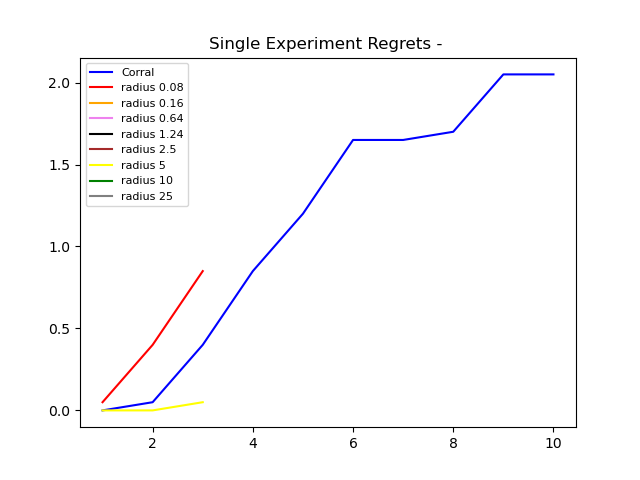 Single Experiment Regrets -
Corral
radius 0.08
radius 0.16
radius 0.64
radius 1.24
radius 2.5
radius 5
radius 10
radius 25
2.0
1.5
1.0
0.5
0.0
2 4 6 8 10